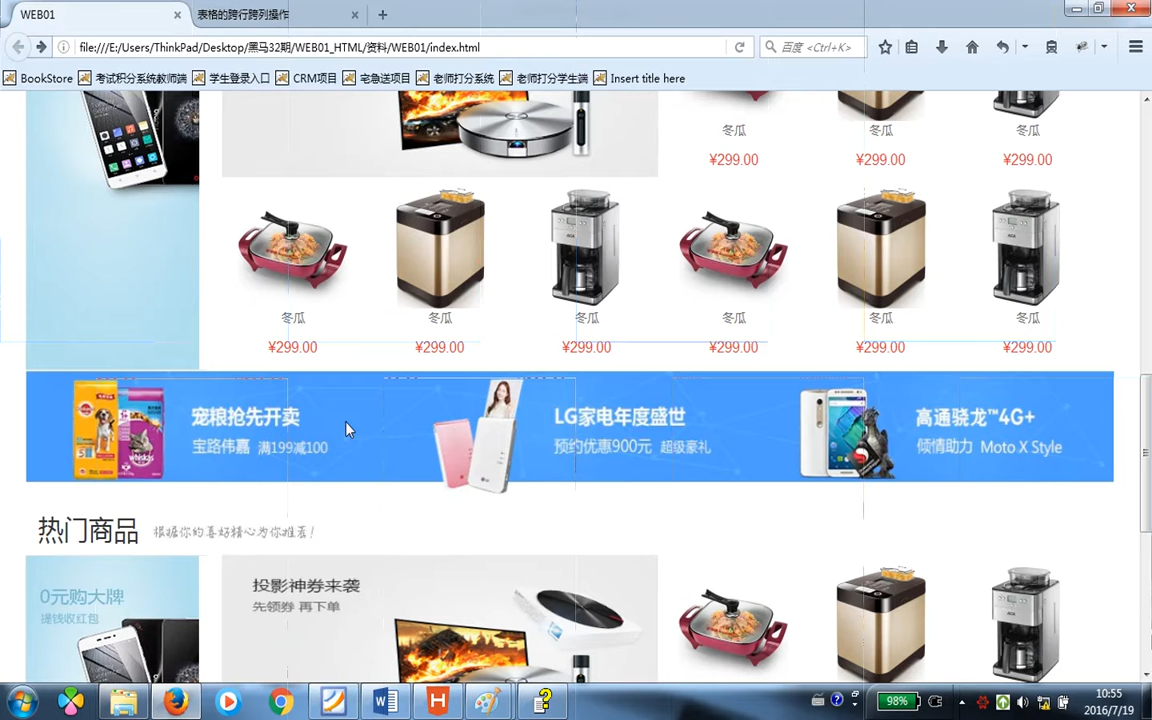 WEB01
表格的跨行跨列操作
file:///E:/Users/ThinkPad/Desktop/黑马32期/WEB01_HTML/资料/WEB01/index.html
百度 <Ctrl+K>
BookStore 考试积分系统教师端 学生登录入口 CRM项目 宅急送项目 老师打分系统 老师打分学生端 Insert title here
冬瓜 冬瓜 冬瓜
¥299.00 ¥299.00 ¥299.00
冬瓜 冬瓜 冬瓜 冬瓜 冬瓜 冬瓜
¥299.00 ¥299.00 ¥299.00 ¥299.00 ¥299.00 ¥299.00
宠粮抢先开卖 LG家电年度盛世 高通骁龙™4G+
宝路伟嘉 满199减100 预约优惠900元 超级豪礼 倾情助力 Moto X Style
热门商品 根据你的喜好精心为你推荐!
0元购大牌
提钱收红包
投影神券来袭
先领券 再下单
98%
10:55
2016/7/19